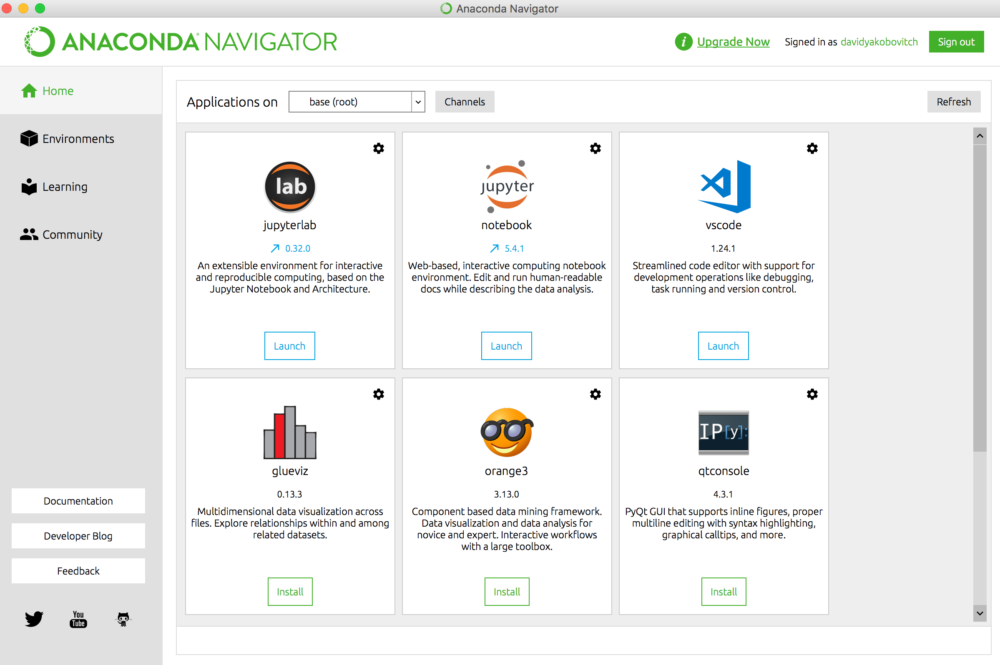 Anaconda Navigator
ANACONDA® NAVIGATOR
Upgrade Now
Signed in as davidyakobovitch
Sign out
Home
Environments
Learning
Community
Documentation
Developer Blog
Feedback
You
Tube
Applications on
base (root)
Channels
Refresh
lab
jupyterlab
0.32.0
An extensible environment for interactive
and reproducible computing, based on the
Jupyter Notebook and Architecture.
Launch
jupyter
notebook
5.4.1
Web-based, interactive computing notebook
environment. Edit and run human-readable
docs while describing the data analysis.
Launch
vscode
1.24.1
Streamlined code editor with support for
development operations like debugging,
task running and version control.
Launch
glueviz
0.13.3
Multidimensional data visualization across
files. Explore relationships within and among
related datasets.
Install
orange3
3.13.0
Component based data mining framework.
Data visualization and data analysis for
novice and expert. Interactive workflows
with a large toolbox.
Install
IP[y]:
qtconsole
4.3.1
PyQt GUI that supports inline figures, proper
multiline editing with syntax highlighting,
graphical calltips, and more.
Install